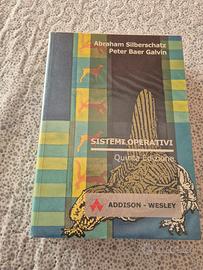 Abraham Silberschatz
Peter Baer Galvin
SISTEMI OPERATIVI
Quinta Edizione
ADDISON - WESLEY